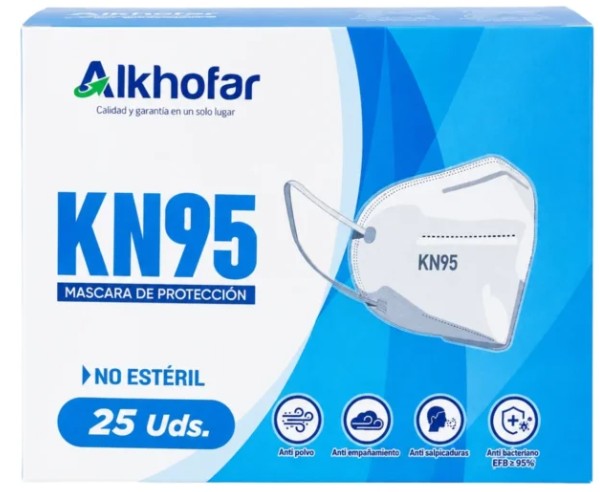 Alkhofar
Calidad y garantía en un solo lugar
KN95
MASCARA DE PROTECCIÓN
KN95
NO ESTÉRIL
25 Uds.
Anti polvo
Anti empañamiento
Anti salpicaduras
Anti bacteriano
EFB ≥ 95%